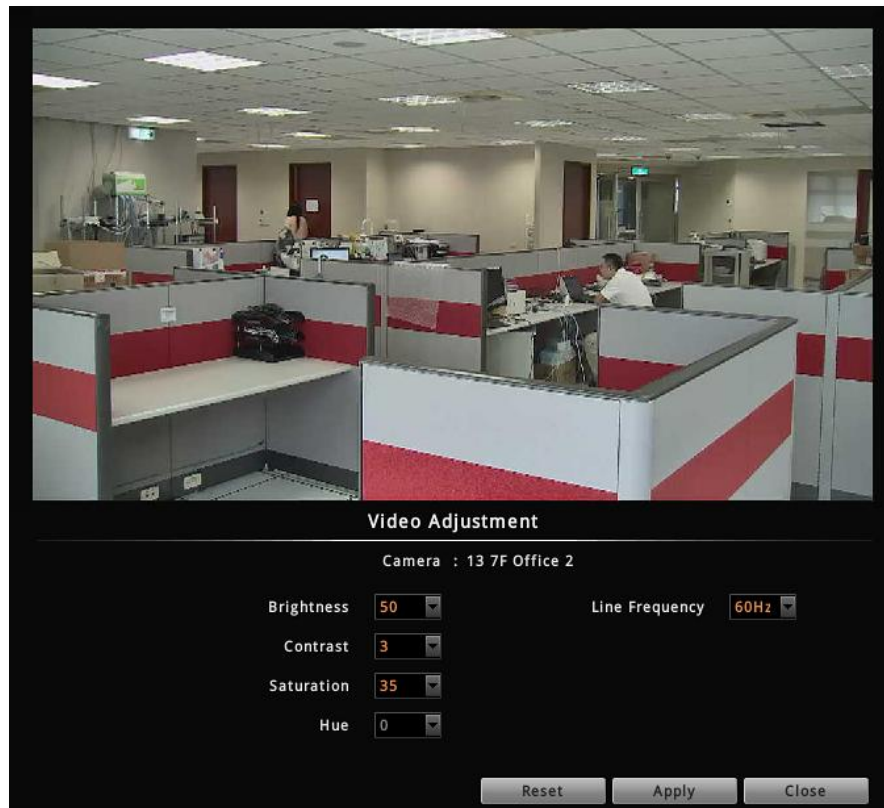 Video Adjustment
Camera : 13 7F Office 2
Brightness 50 Line Frequency 60Hz
Contrast 3
Saturation 35
Hue 0
Reset Apply Close